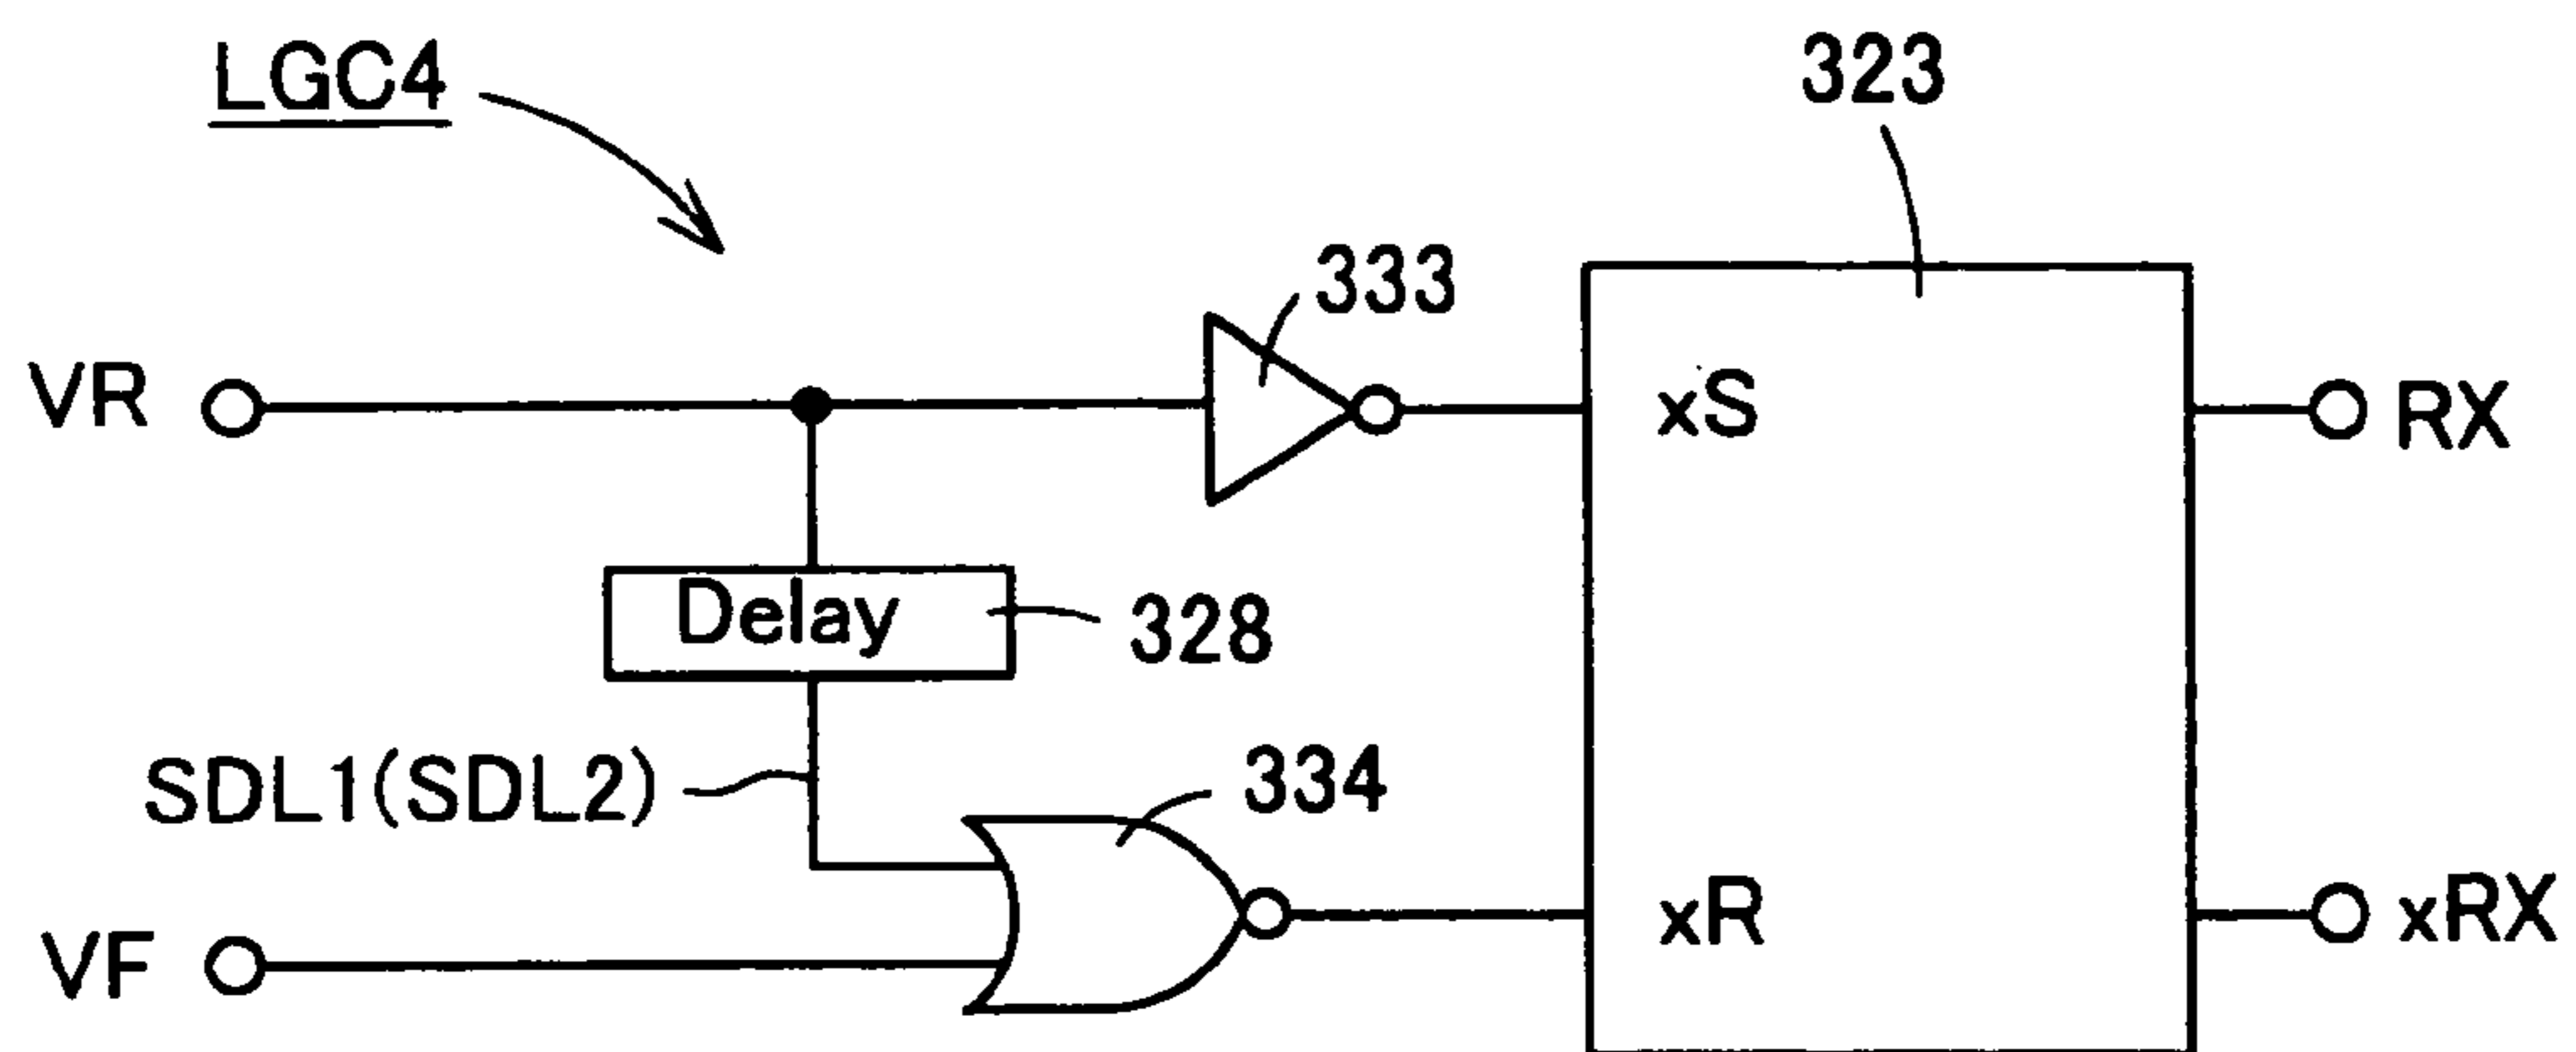 LGC4
323
333
VR
xS
RX
Delay
328
SDL1(SDL2)
334
VF
xR
xRX